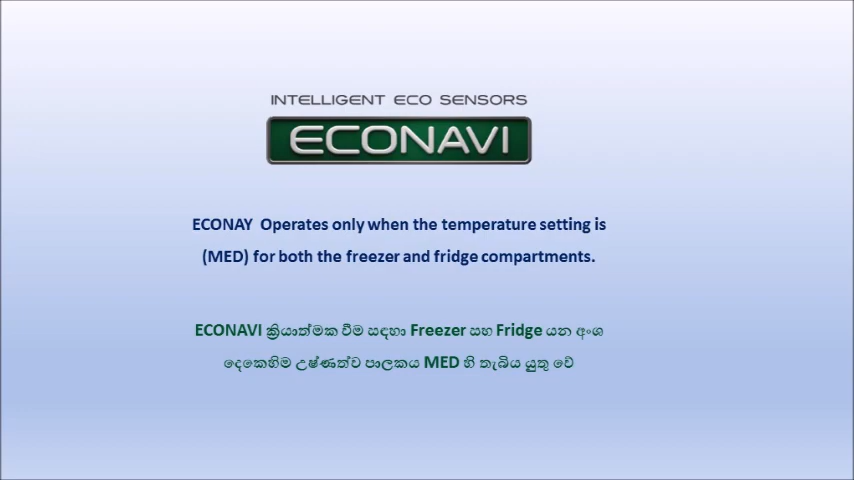 INTELLIGENT ECO SENSORS
ECONAVI
ECONAY Operates only when the temperature setting is
(MED) for both the freezer and fridge compartments.
ECONAVI ක්‍රියාත්මක වීම සඳහා Freezer සහ Fridge යන අංශ
දෙකෙහිම උෂ්ණත්ව පාලකය MED හි තැබිය යුතු වේ